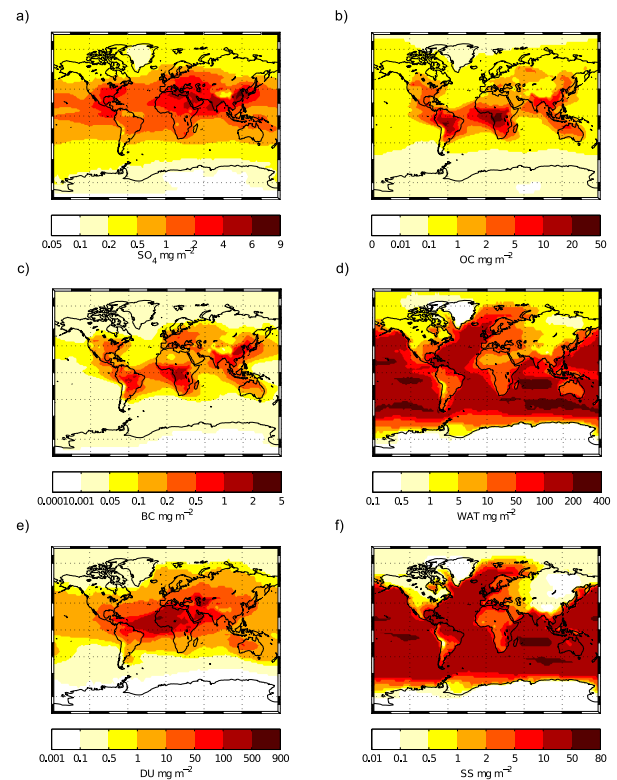 a)
b)
0.05 0.1 0.2 0.5 1 2 4 6 9
SO4 mg m−2
0 0.01 0.1 1 2 5 10 20 50
OC mg m−2
c)
d)
0.0001 0.001 0.05 0.1 0.2 0.5 1 2 5
BC mg m−2
0.1 0.5 1 5 10 50 100 200 400
WAT mg m−2
e)
f)
0.001 0.1 0.5 1 10 50 100 500 900
DU mg m−2
0.01 0.1 0.5 1 2 5 10 50 80
SS mg m−2